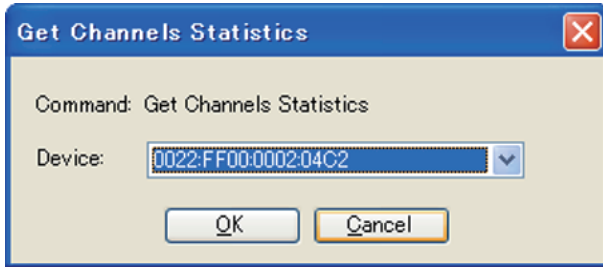 Get Channels Statistics
Command: Get Channels Statistics
Device: 0022:FF00:0002:04C2
OK Cancel